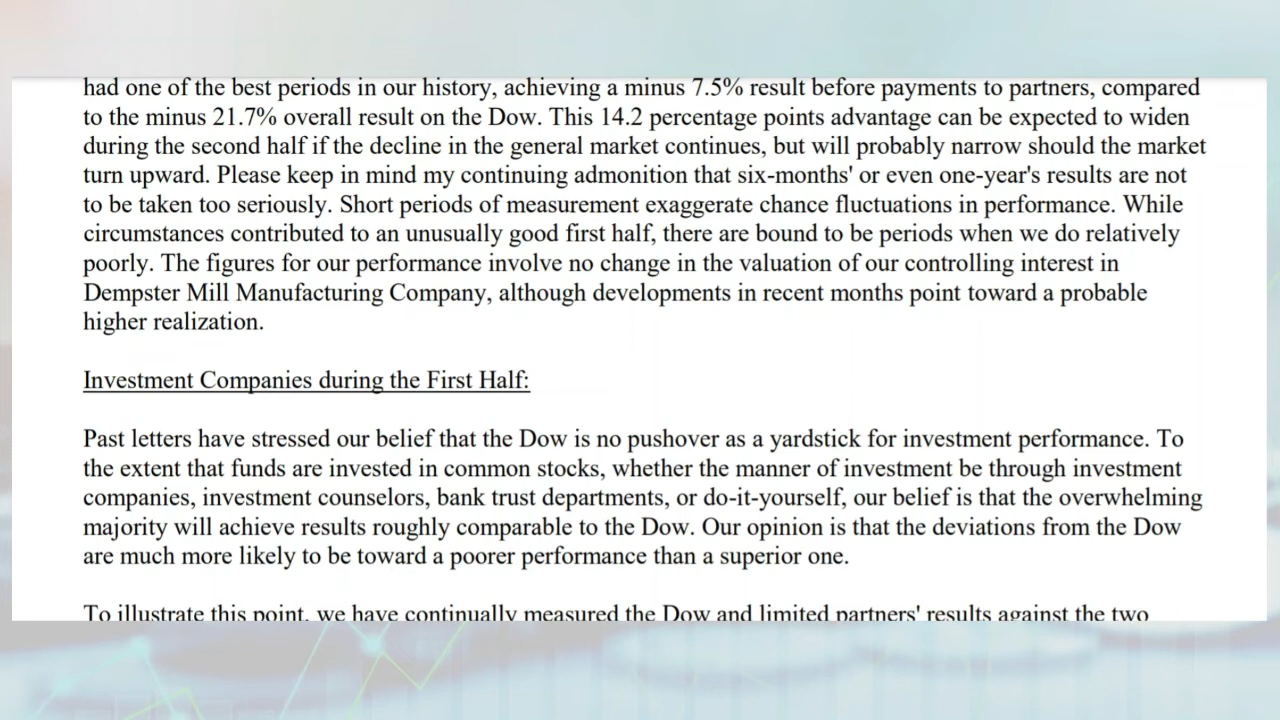 had one of the best periods in our history, achieving a minus 7.5% result before payments to partners, compared
to the minus 21.7% overall result on the Dow. This 14.2 percentage points advantage can be expected to widen
during the second half if the decline in the general market continues, but will probably narrow should the market
turn upward. Please keep in mind my continuing admonition that six-months' or even one-year's results are not
to be taken too seriously. Short periods of measurement exaggerate chance fluctuations in performance. While
circumstances contributed to an unusually good first half, there are bound to be periods when we do relatively
poorly. The figures for our performance involve no change in the valuation of our controlling interest in
Dempster Mill Manufacturing Company, although developments in recent months point toward a probable
higher realization.
Investment Companies during the First Half:
Past letters have stressed our belief that the Dow is no pushover as a yardstick for investment performance. To
the extent that funds are invested in common stocks, whether the manner of investment be through investment
companies, investment counselors, bank trust departments, or do-it-yourself, our belief is that the overwhelming
majority will achieve results roughly comparable to the Dow. Our opinion is that the deviations from the Dow
are much more likely to be toward a poorer performance than a superior one.
To illustrate this point, we have continually measured the Dow and limited partners' results against the two